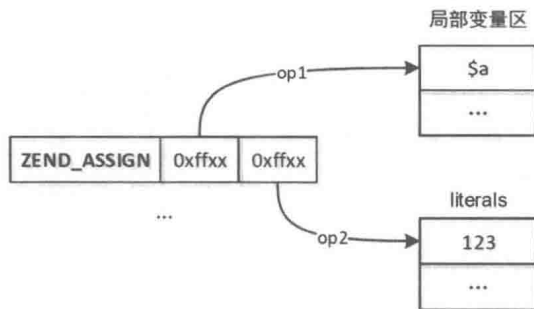 局部变量区
$a
...
op1
ZEND_ASSIGN 0xffxx 0xffxx
...
op2
literals
123
...